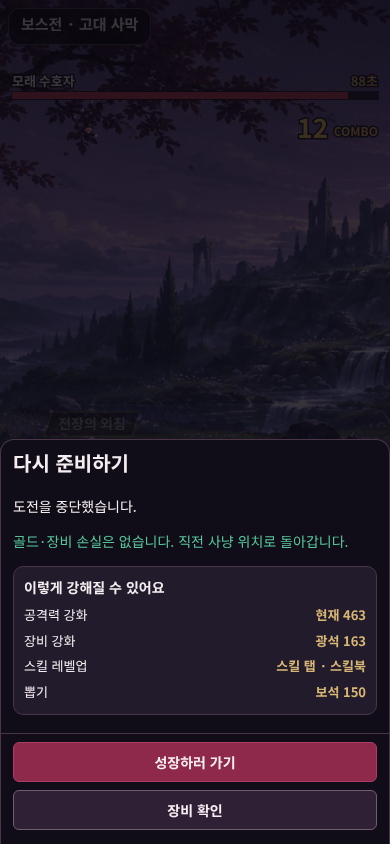 보스전 · 고대 사막
모래 수호자 88초
12 COMBO
전장의 외침
다시 준비하기
도전을 중단했습니다.
골드·장비 손실은 없습니다. 직전 사냥 위치로 돌아갑니다.
이렇게 강해질 수 있어요
공격력 강화 현재 463
장비 강화 광석 163
스킬 레벨업 스킬 탭 · 스킬북
뽑기 보석 150
성장하러 가기
장비 확인